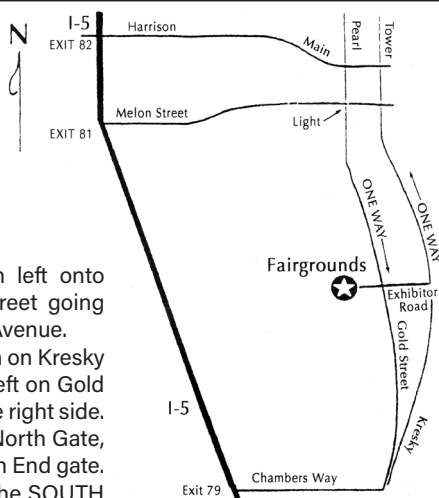 I-5
Harrison
N
EXIT 82
Main
Pearl
Tower
Melon Street
Light
EXIT 81
ONE WAY
ONE WAY
Fairgrounds
Exhibitor
Road
Gold Street
Kresky
I-5
Chambers Way
Exit 79
left onto
reet going
Avenue.
on Kresky
eft on Gold
e right side.
North Gate,
End gate.
he SOUTH